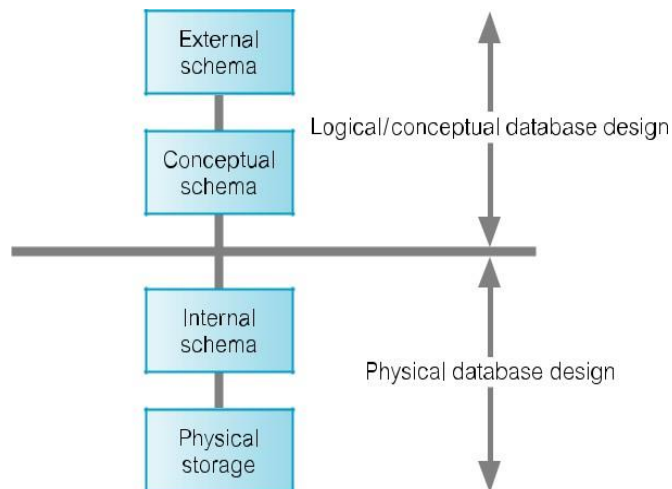 External
schema
Logical/conceptual database design
Conceptual
schema
Internal
schema
Physical database design
Physical
storage